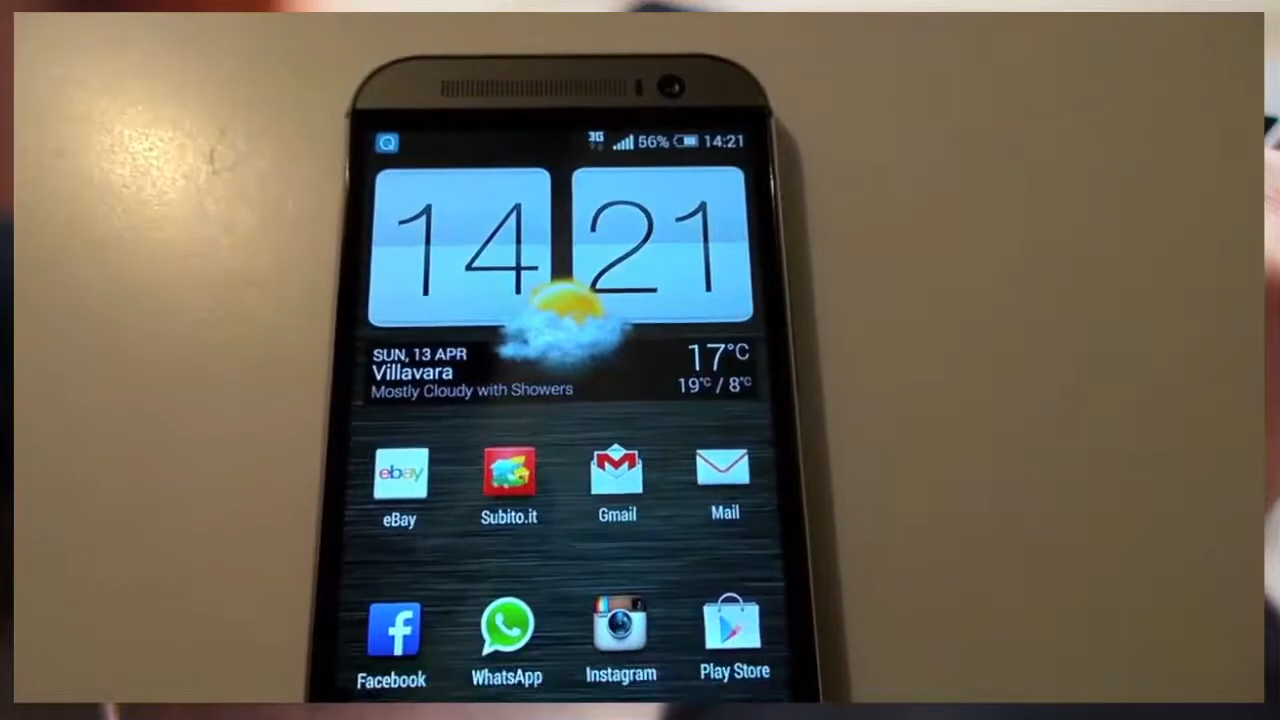 3G 56% 14:21
14 21
SUN, 13 APR 17°C
Villavara
Mostly Cloudy with Showers 19°C / 8°C
ebay
eBay Subito.it Gmail Mail
Facebook WhatsApp Instagram Play Store